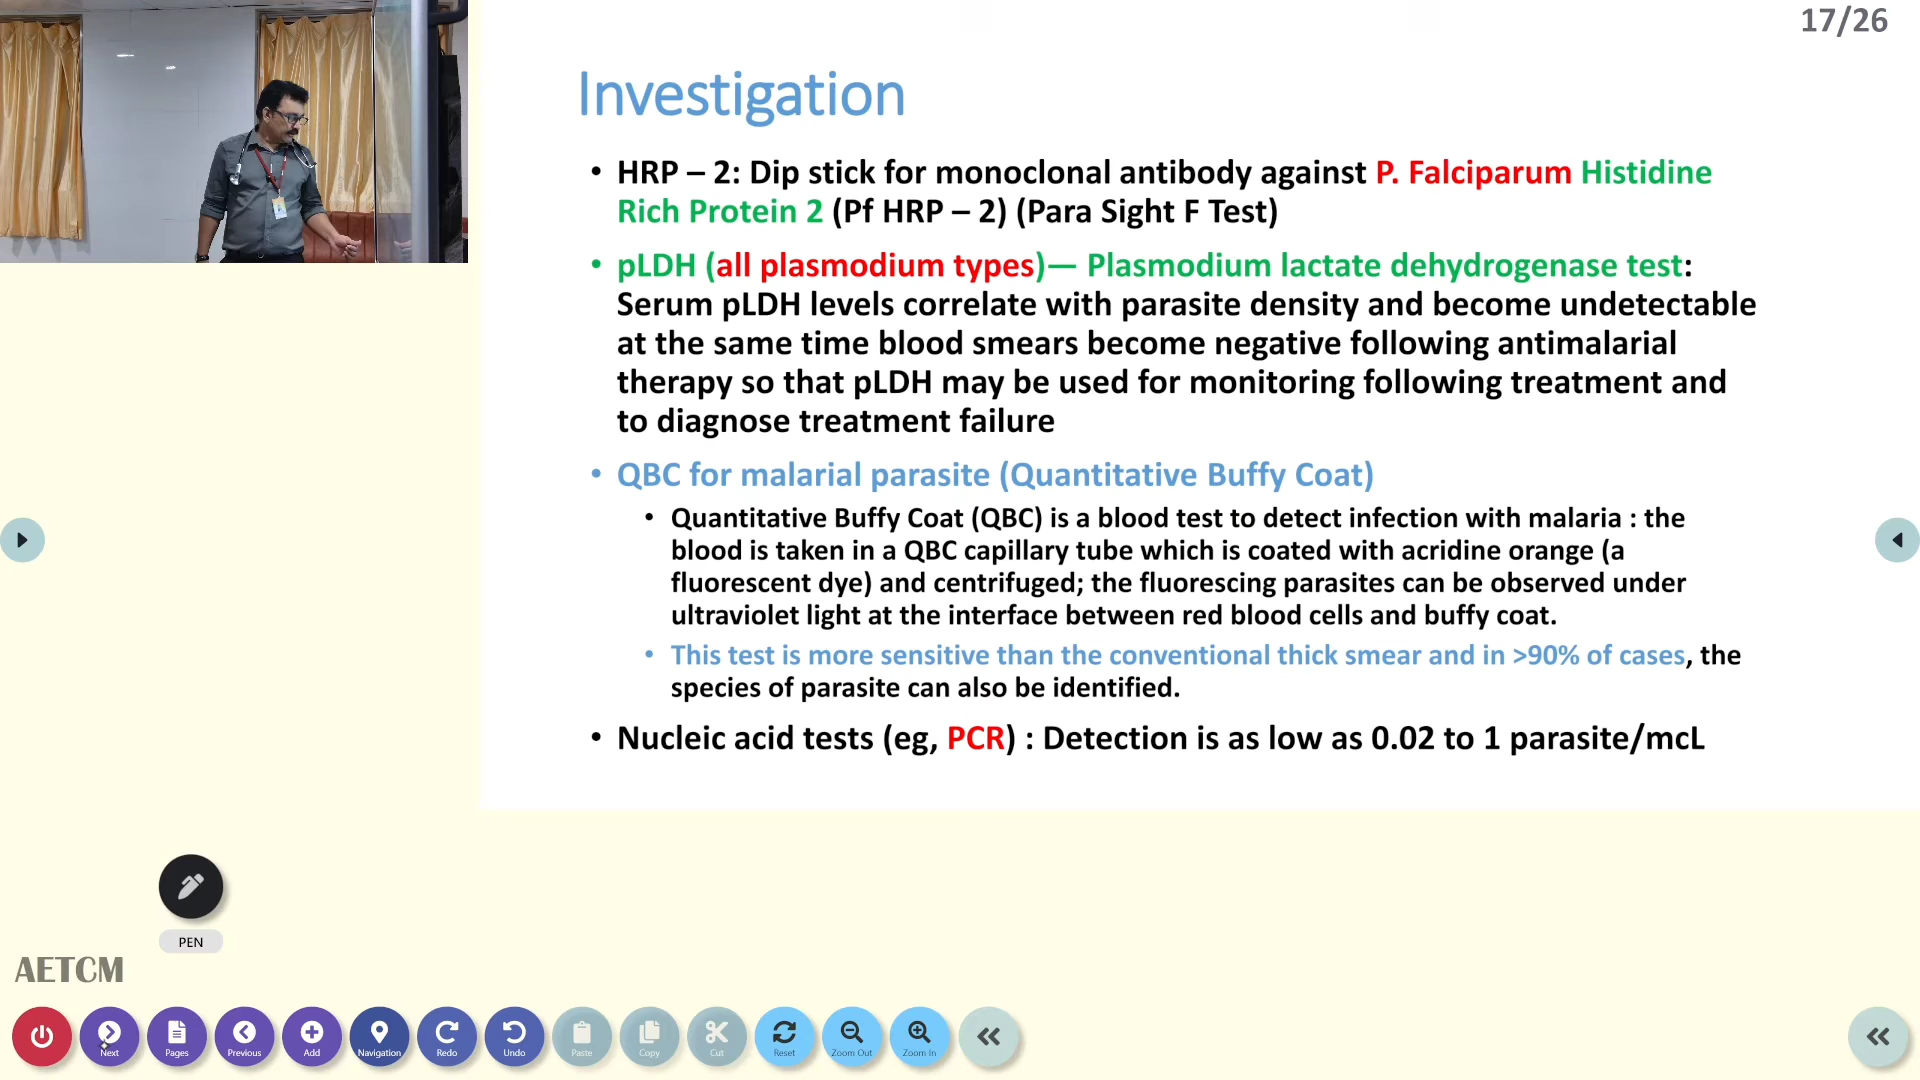 17/26
Investigation
• HRP – 2: Dip stick for monoclonal antibody against P. Falciparum Histidine
Rich Protein 2 (Pf HRP – 2) (Para Sight F Test)
• pLDH (all plasmodium types)— Plasmodium lactate dehydrogenase test:
Serum pLDH levels correlate with parasite density and become undetectable
at the same time blood smears become negative following antimalarial
therapy so that pLDH may be used for monitoring following treatment and
to diagnose treatment failure
• QBC for malarial parasite (Quantitative Buffy Coat)
• Quantitative Buffy Coat (QBC) is a blood test to detect infection with malaria : the
blood is taken in a QBC capillary tube which is coated with acridine orange (a
fluorescent dye) and centrifuged; the fluorescing parasites can be observed under
ultraviolet light at the interface between red blood cells and buffy coat.
• This test is more sensitive than the conventional thick smear and in >90% of cases, the
species of parasite can also be identified.
• Nucleic acid tests (eg, PCR) : Detection is as low as 0.02 to 1 parasite/mcL
PEN
AETCM
Next Pages Previous Add Navigation Redo Undo Paste Copy Cut Reset Zoom Out Zoom In